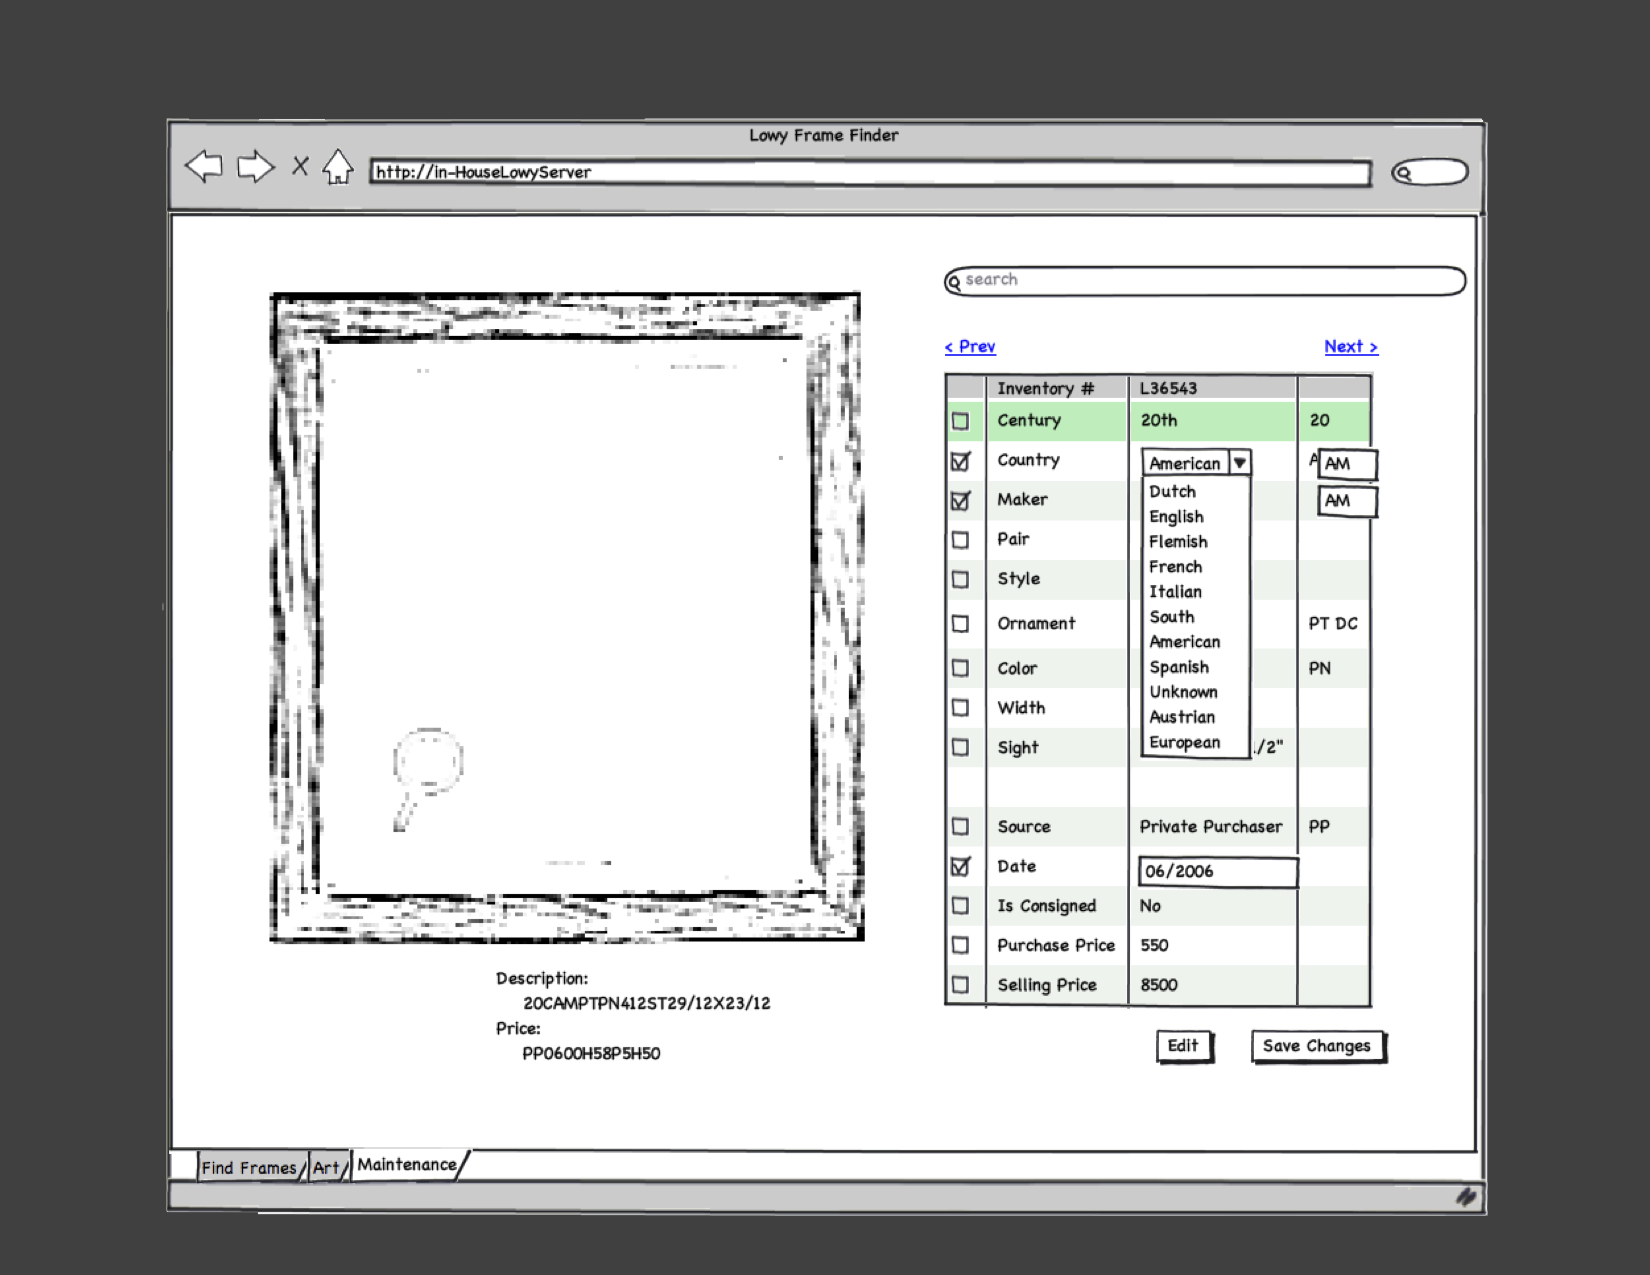 Lowy Frame Finder
http://in-HouseLowyServer
search
< Prev
Next >
Inventory # L36543
Century 20th 20
Country American A AM
Dutch
Maker AM
English
Flemish
Pair
French
Style
Italian
South
Ornament PT DC
American
Color Spanish PN
Unknown
Width
Austrian
Sight European ./2"
Source Private Purchaser PP
Date 06/2006
Is Consigned No
Purchase Price 550
Selling Price 8500
Description:
20CAMPTPN412ST29/12X23/12
Price:
PP0600H58P5H50
Edit Save Changes
Find Frames Art Maintenance